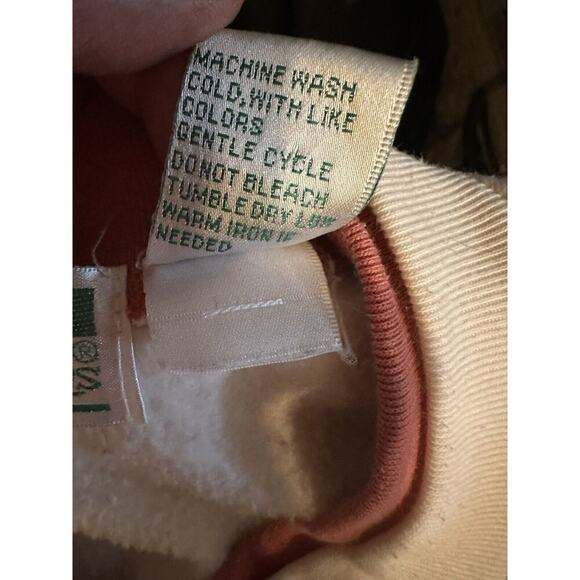 MACHINE WASH
COLD, WITH LIKE
COLORS
GENTLE CYCLE
DO NOT BLEACH
TUMBLE DRY LOW
WARM IRON IF
NEEDED